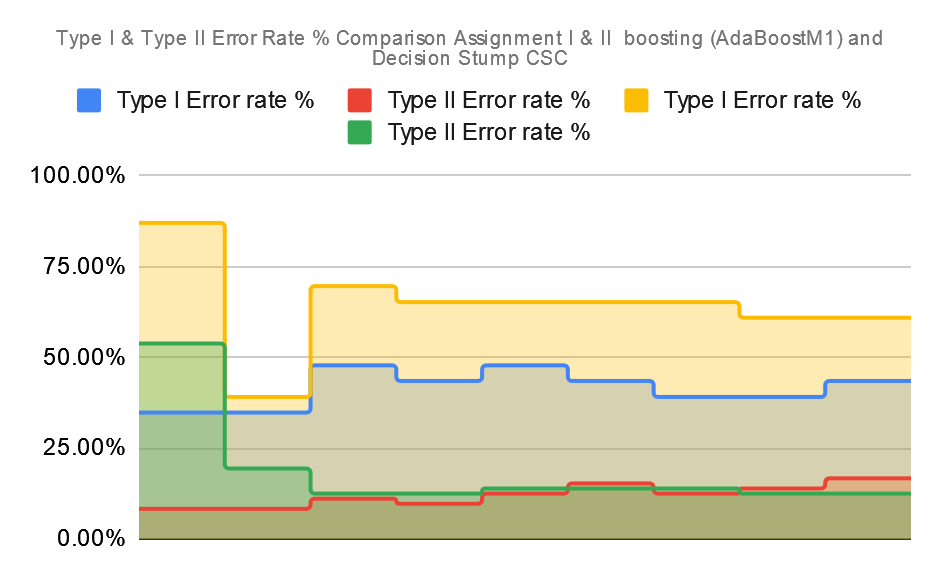 Type I & Type II Error Rate % Comparison Assignment I & II  boosting (AdaBoostM1) and
Decision Stump CSC
Type I Error rate %
Type II Error rate %
Type I Error rate %
Type II Error rate %
100.00%
75.00%
50.00%
25.00%
0.00%